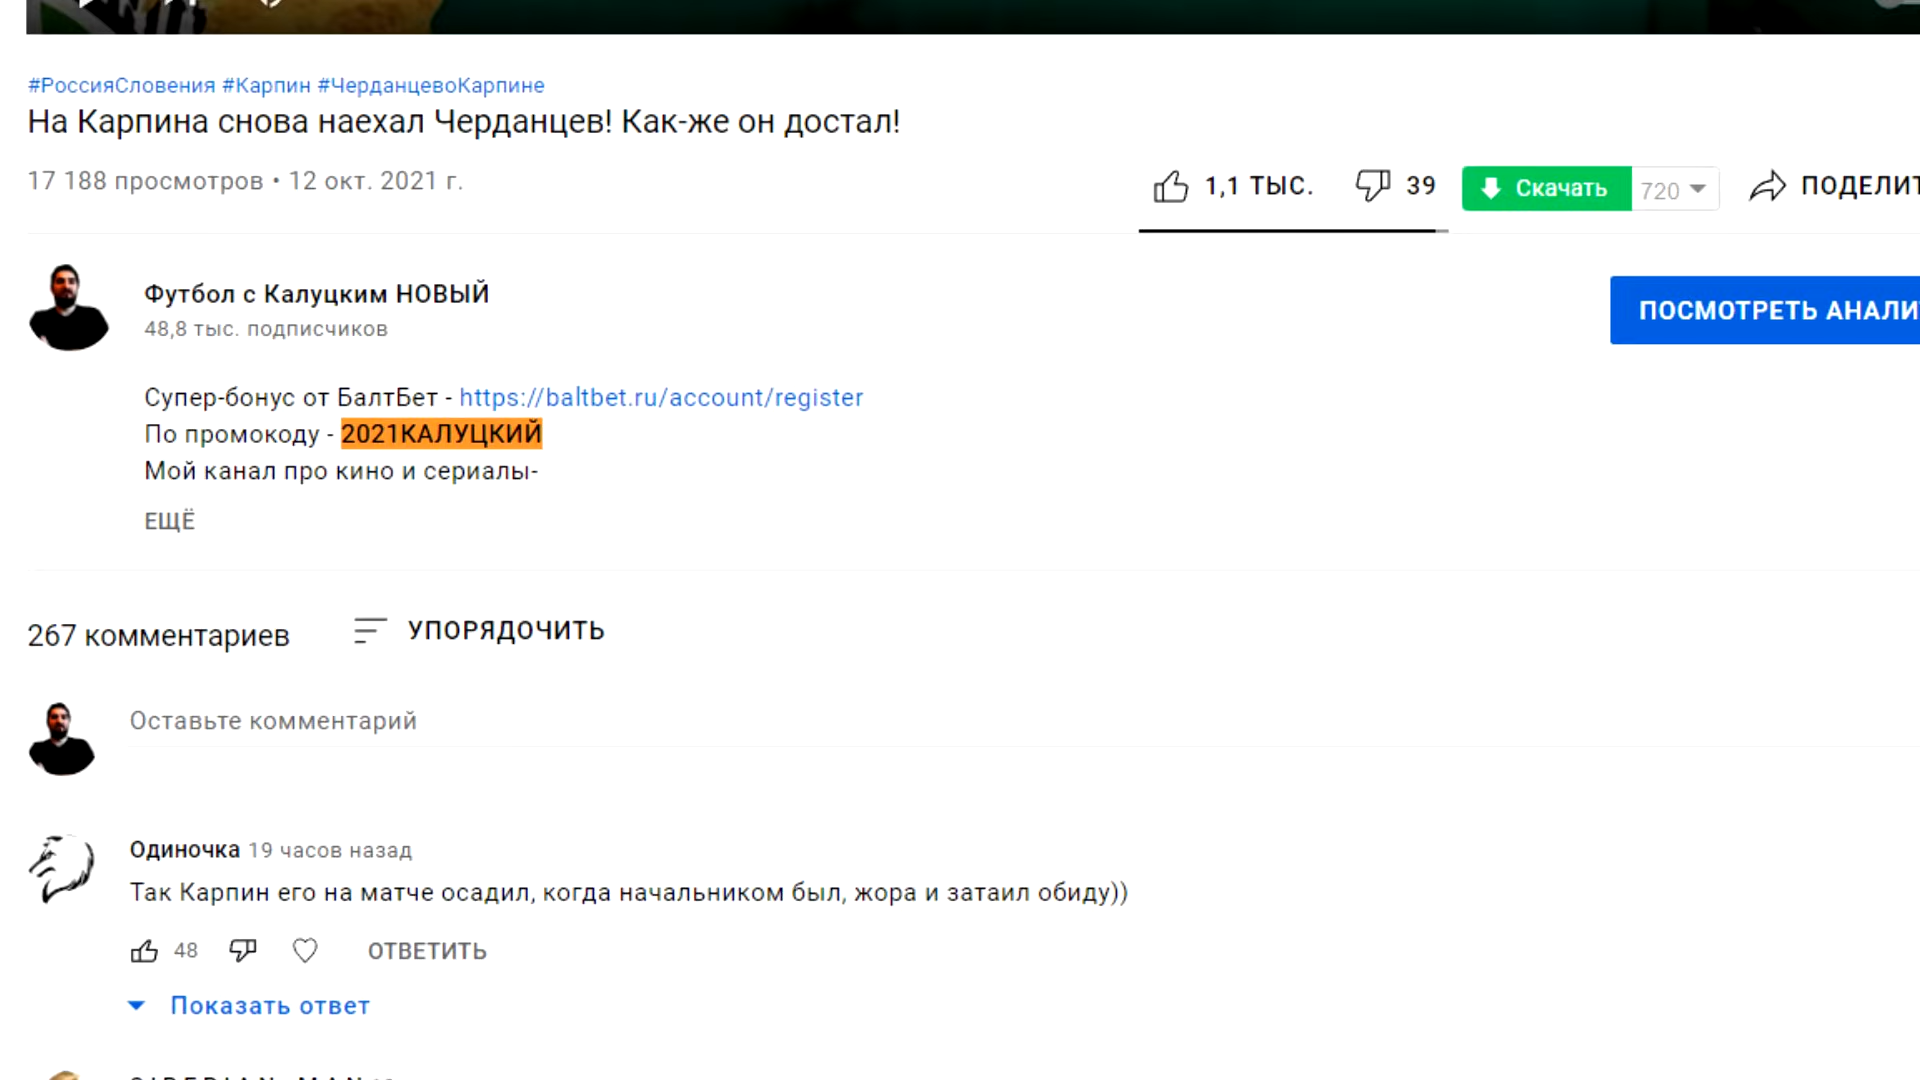 #РоссияСловения #Карпин #ЧерданцевоКарпине
На Карпина снова наехал Черданцев! Как-же он достал!
17 188 просмотров • 12 окт. 2021 г.
1,1 ТЫС. 39 Скачать 720 ПОДЕЛИТ
Футбол с Калуцким НОВЫЙ
48,8 тыс. подписчиков
ПОСМОТРЕТЬ АНАЛИ
Супер-бонус от БалтБет - https://baltbet.ru/account/register
По промокоду - 2021КАЛУЦКИЙ
Мой канал про кино и сериалы-
ЕЩЁ
267 комментариев УПОРЯДОЧИТЬ
Оставьте комментарий
Одиночка 19 часов назад
Так Карпин его на матче осадил, когда начальником был, жора и затаил обиду))
48 ОТВЕТИТЬ
Показать ответ